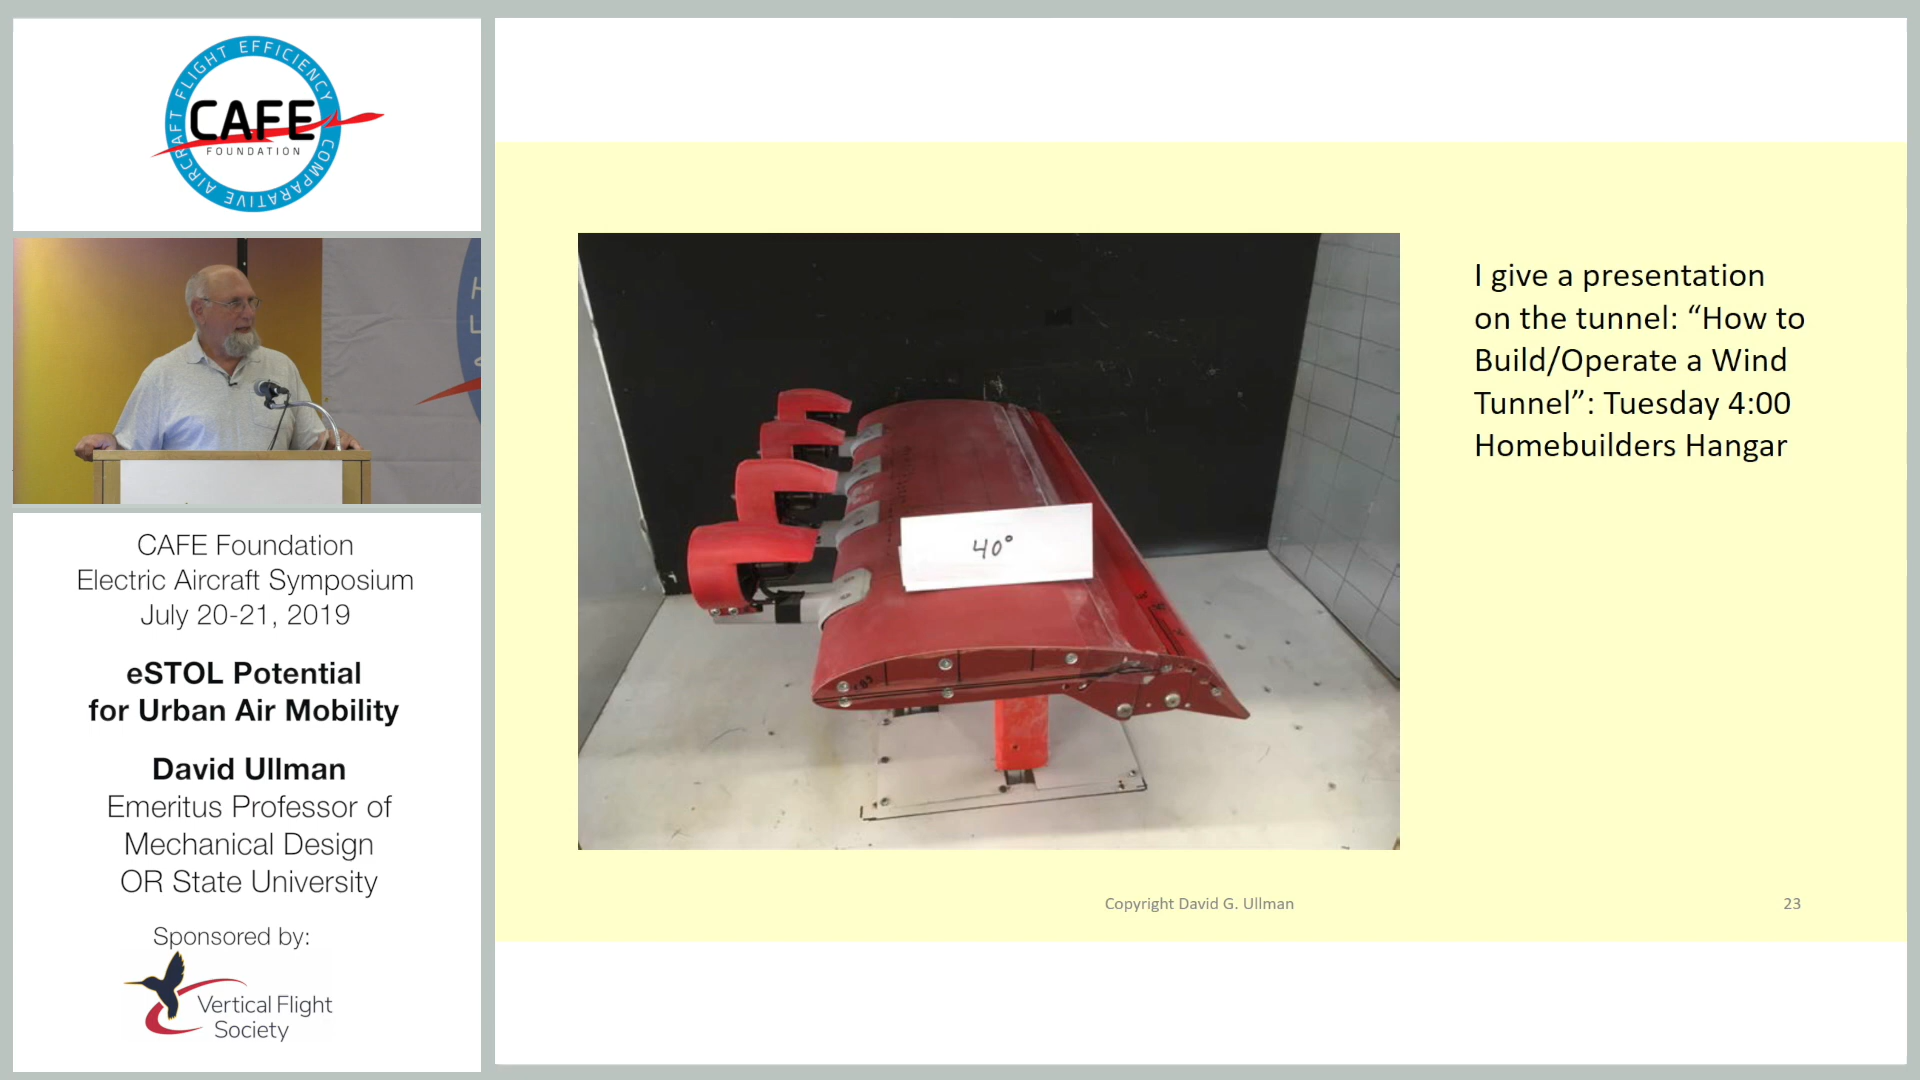 AIRCRAFT FLIGHT EFFICIENCY
COMPARATIVE
CAFE
FOUNDATION
CAFE Foundation
Electric Aircraft Symposium
July 20-21, 2019
eSTOL Potential
for Urban Air Mobility
David Ullman
Emeritus Professor of
Mechanical Design
OR State University
Sponsored by:
Vertical Flight
Society
40°
I give a presentation
on the tunnel: “How to
Build/Operate a Wind
Tunnel”: Tuesday 4:00
Homebuilders Hangar
Copyright David G. Ullman
23